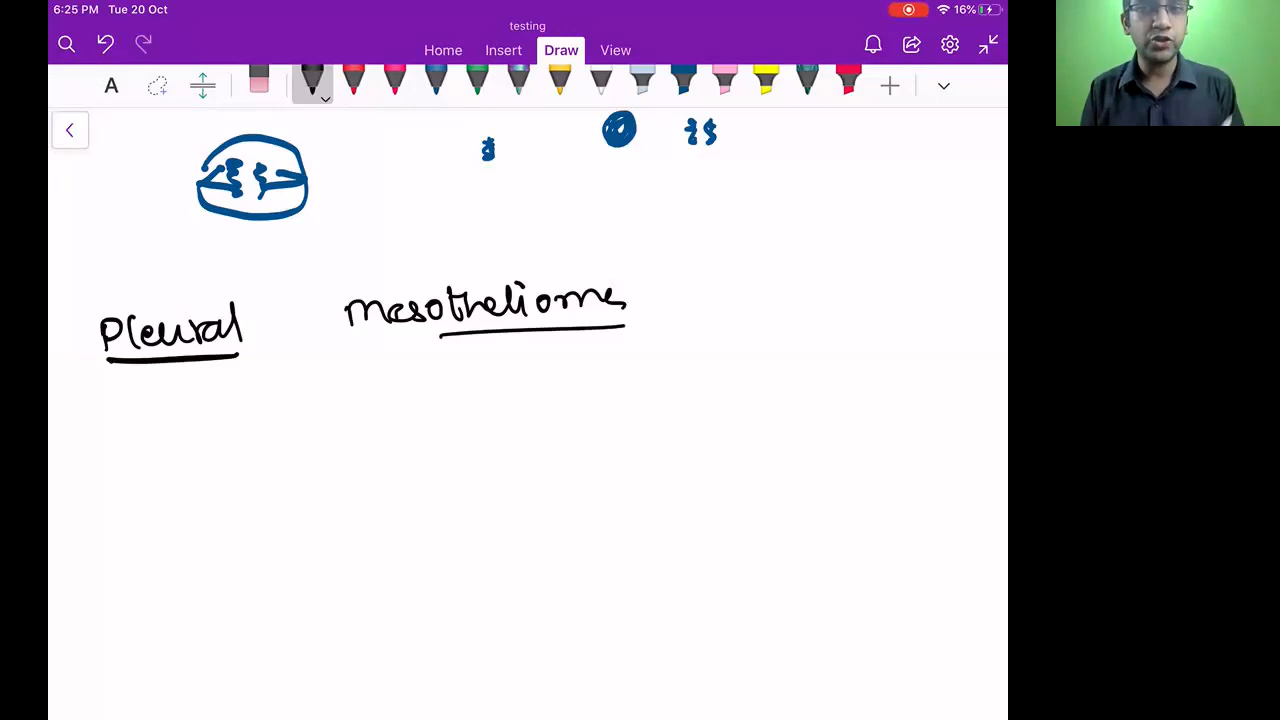 6:25 PM Tue 20 Oct
16%
testing
Home Insert Draw View
A
Pleural Mesothelioma